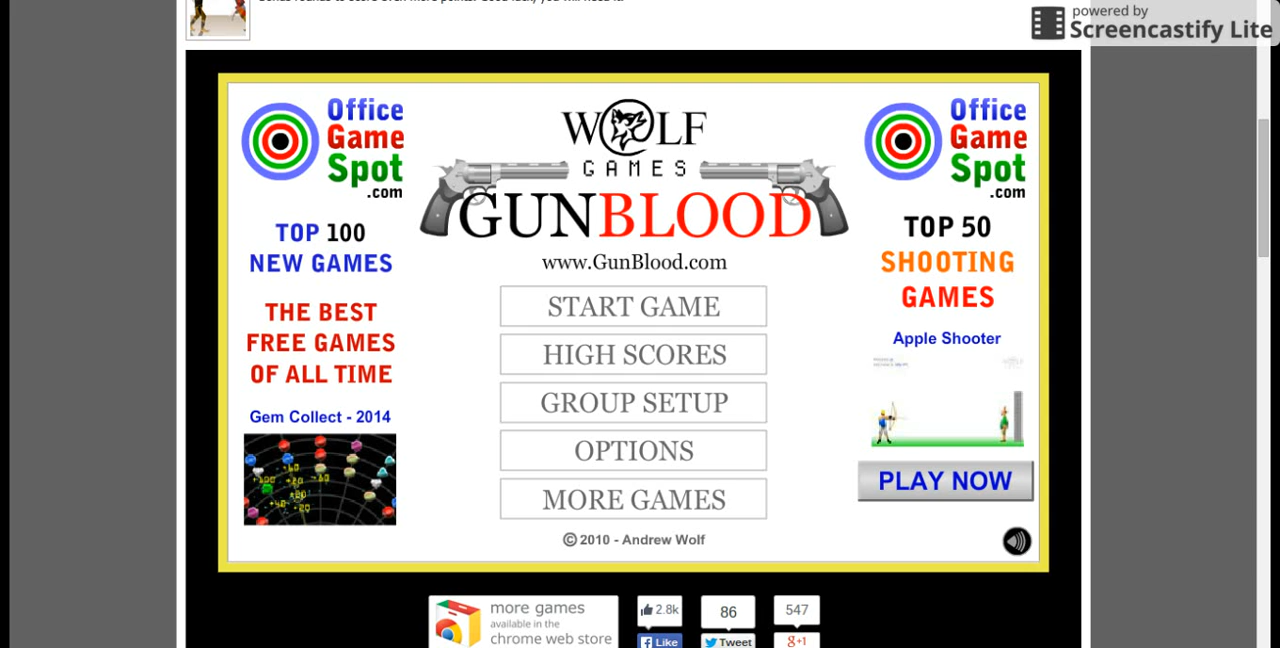 powered by
Screencastify Lite
Office
Game
Spot
.com
TOP 100
NEW GAMES
THE BEST
FREE GAMES
OF ALL TIME
Gem Collect - 2014
WOLF
GAMES
GUNBLOOD
www.GunBlood.com
START GAME
HIGH SCORES
GROUP SETUP
OPTIONS
MORE GAMES
© 2010 - Andrew Wolf
Office
Game
Spot
.com
TOP 50
SHOOTING
GAMES
Apple Shooter
PLAY NOW
more games
available in the
chrome web store
2.8k
Like
86
Tweet
547
g+1